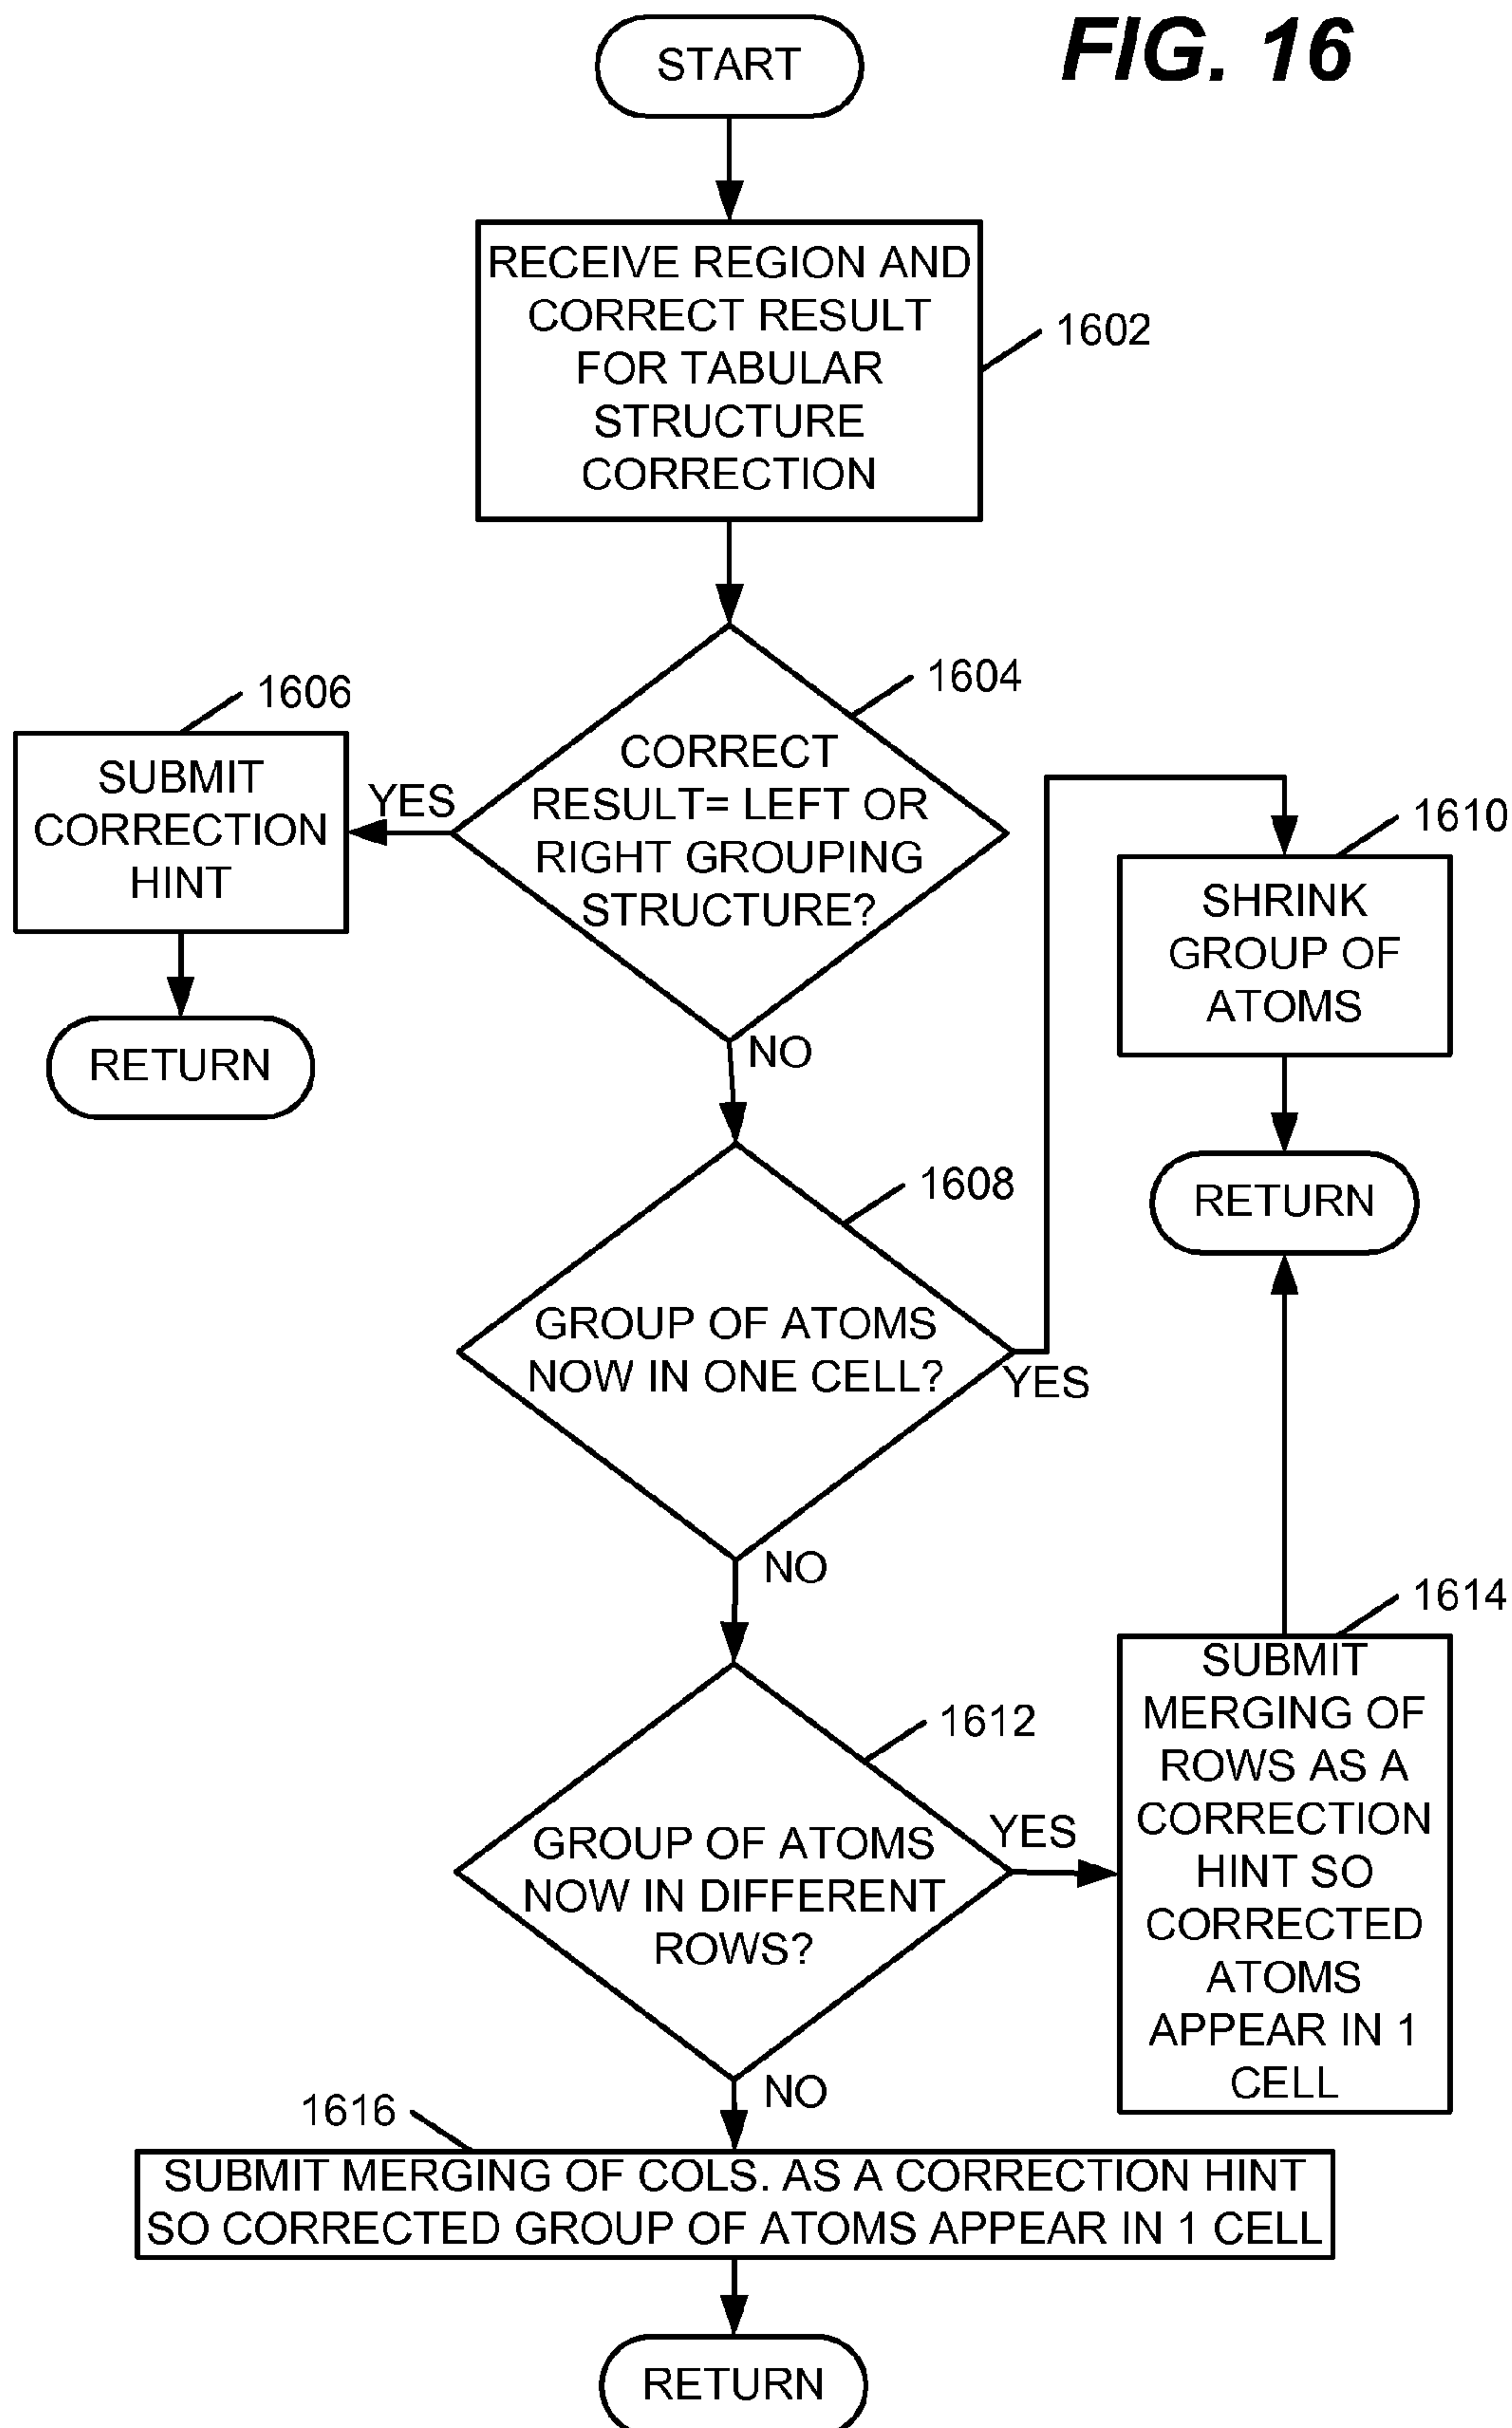 FIG. 16
START
RECEIVE REGION AND
CORRECT RESULT
FOR TABULAR
STRUCTURE
CORRECTION
1602
1604
CORRECT
RESULT= LEFT OR
RIGHT GROUPING
STRUCTURE?
YES
1606
SUBMIT
CORRECTION
HINT
RETURN
NO
1608
GROUP OF ATOMS
NOW IN ONE CELL?
YES
1610
SHRINK
GROUP OF
ATOMS
RETURN
NO
1612
GROUP OF ATOMS
NOW IN DIFFERENT
ROWS?
YES
1614
SUBMIT
MERGING OF
ROWS AS A
CORRECTION
HINT SO
CORRECTED
ATOMS
APPEAR IN 1
CELL
NO
1616
SUBMIT MERGING OF COLS. AS A CORRECTION HINT
SO CORRECTED GROUP OF ATOMS APPEAR IN 1 CELL
RETURN